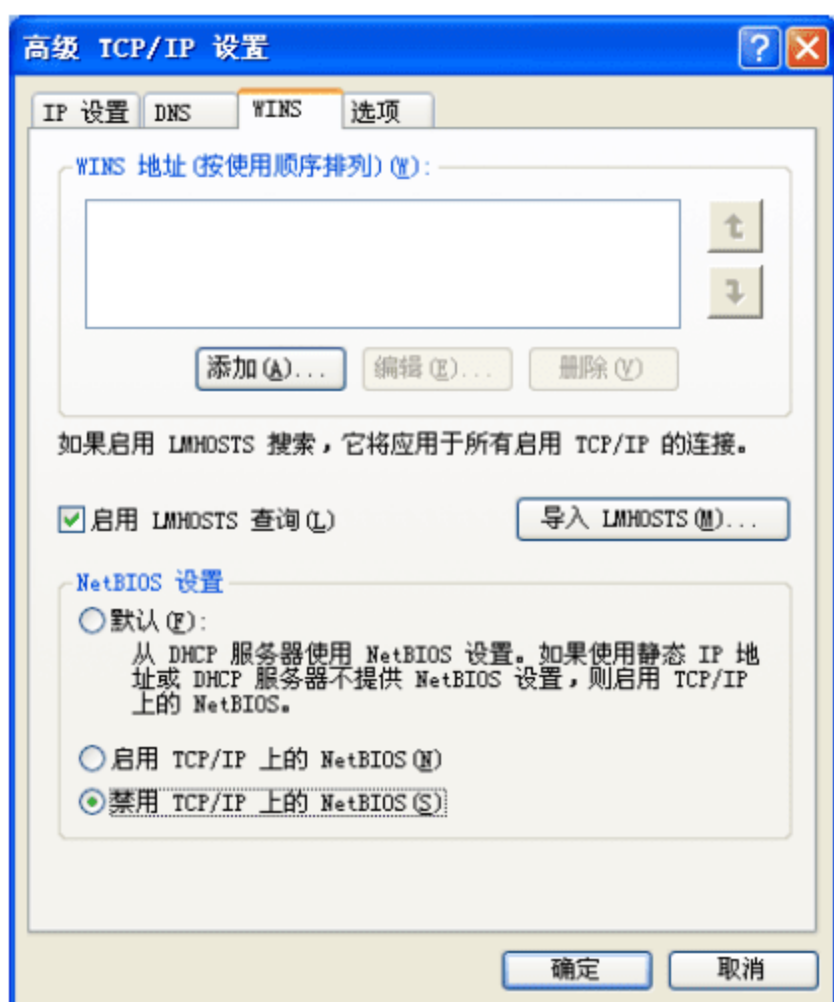 高级 TCP/IP 设置
IP 设置 DNS WINS 选项
WINS 地址(按使用顺序排列)(W):
添加(A)... 编辑(E)... 删除(V)
如果启用 LMHOSTS 搜索，它将应用于所有启用 TCP/IP 的连接。
启用 LMHOSTS 查询(L) 导入 LMHOSTS(M)...
NetBIOS 设置
默认(F):
从 DHCP 服务器使用 NetBIOS 设置。如果使用静态 IP 地
址或 DHCP 服务器不提供 NetBIOS 设置，则启用 TCP/IP
上的 NetBIOS。
启用 TCP/IP 上的 NetBIOS(N)
禁用 TCP/IP 上的 NetBIOS(S)
确定 取消